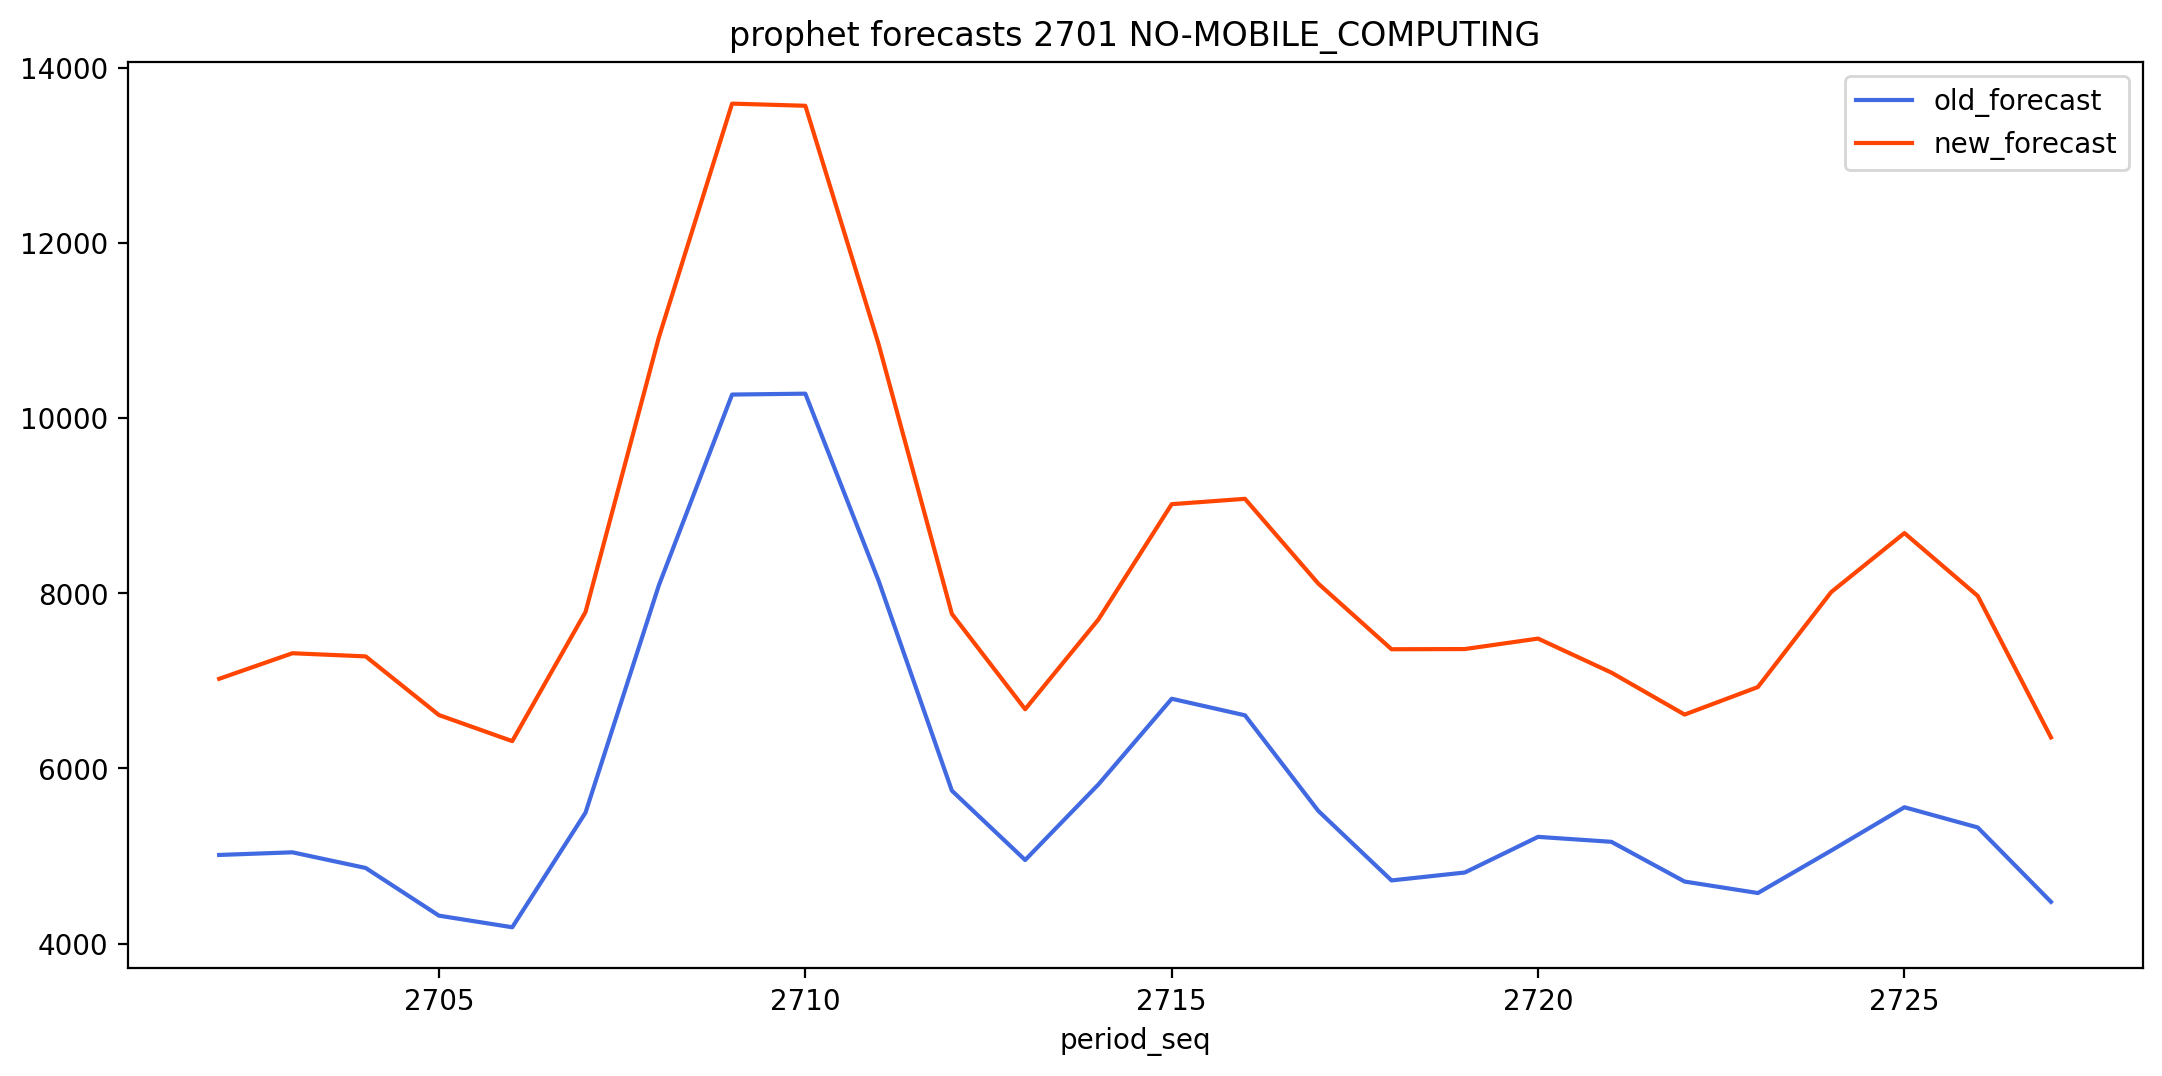 prophet forecasts 2701 NO-MOBILE_COMPUTING
old_forecast
new_forecast
14000
12000
10000
8000
6000
4000
2705 2710 2715 2720 2725
period_seq